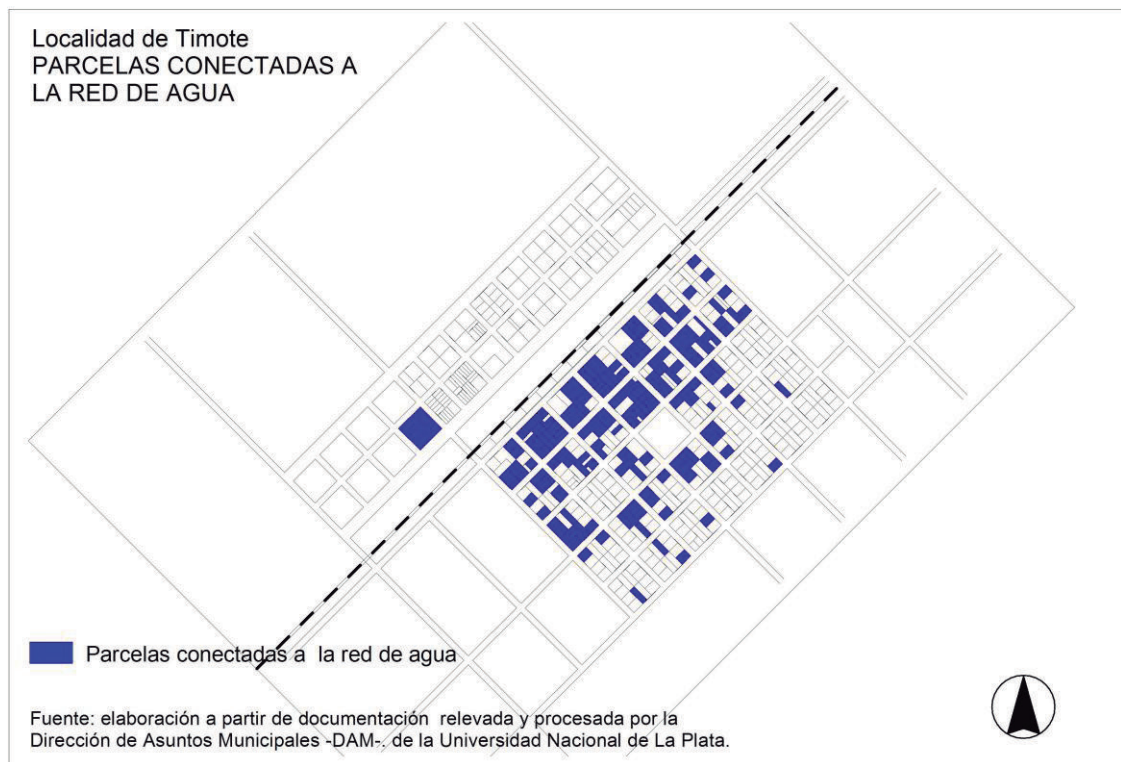 Localidad de Timote
PARCELAS CONECTADAS A
LA RED DE AGUA
Parcelas conectadas a  la red de agua
Fuente: elaboración a partir de documentación  relevada y procesada por la
Dirección de Asuntos Municipales -DAM-. de la Universidad Nacional de La Plata.